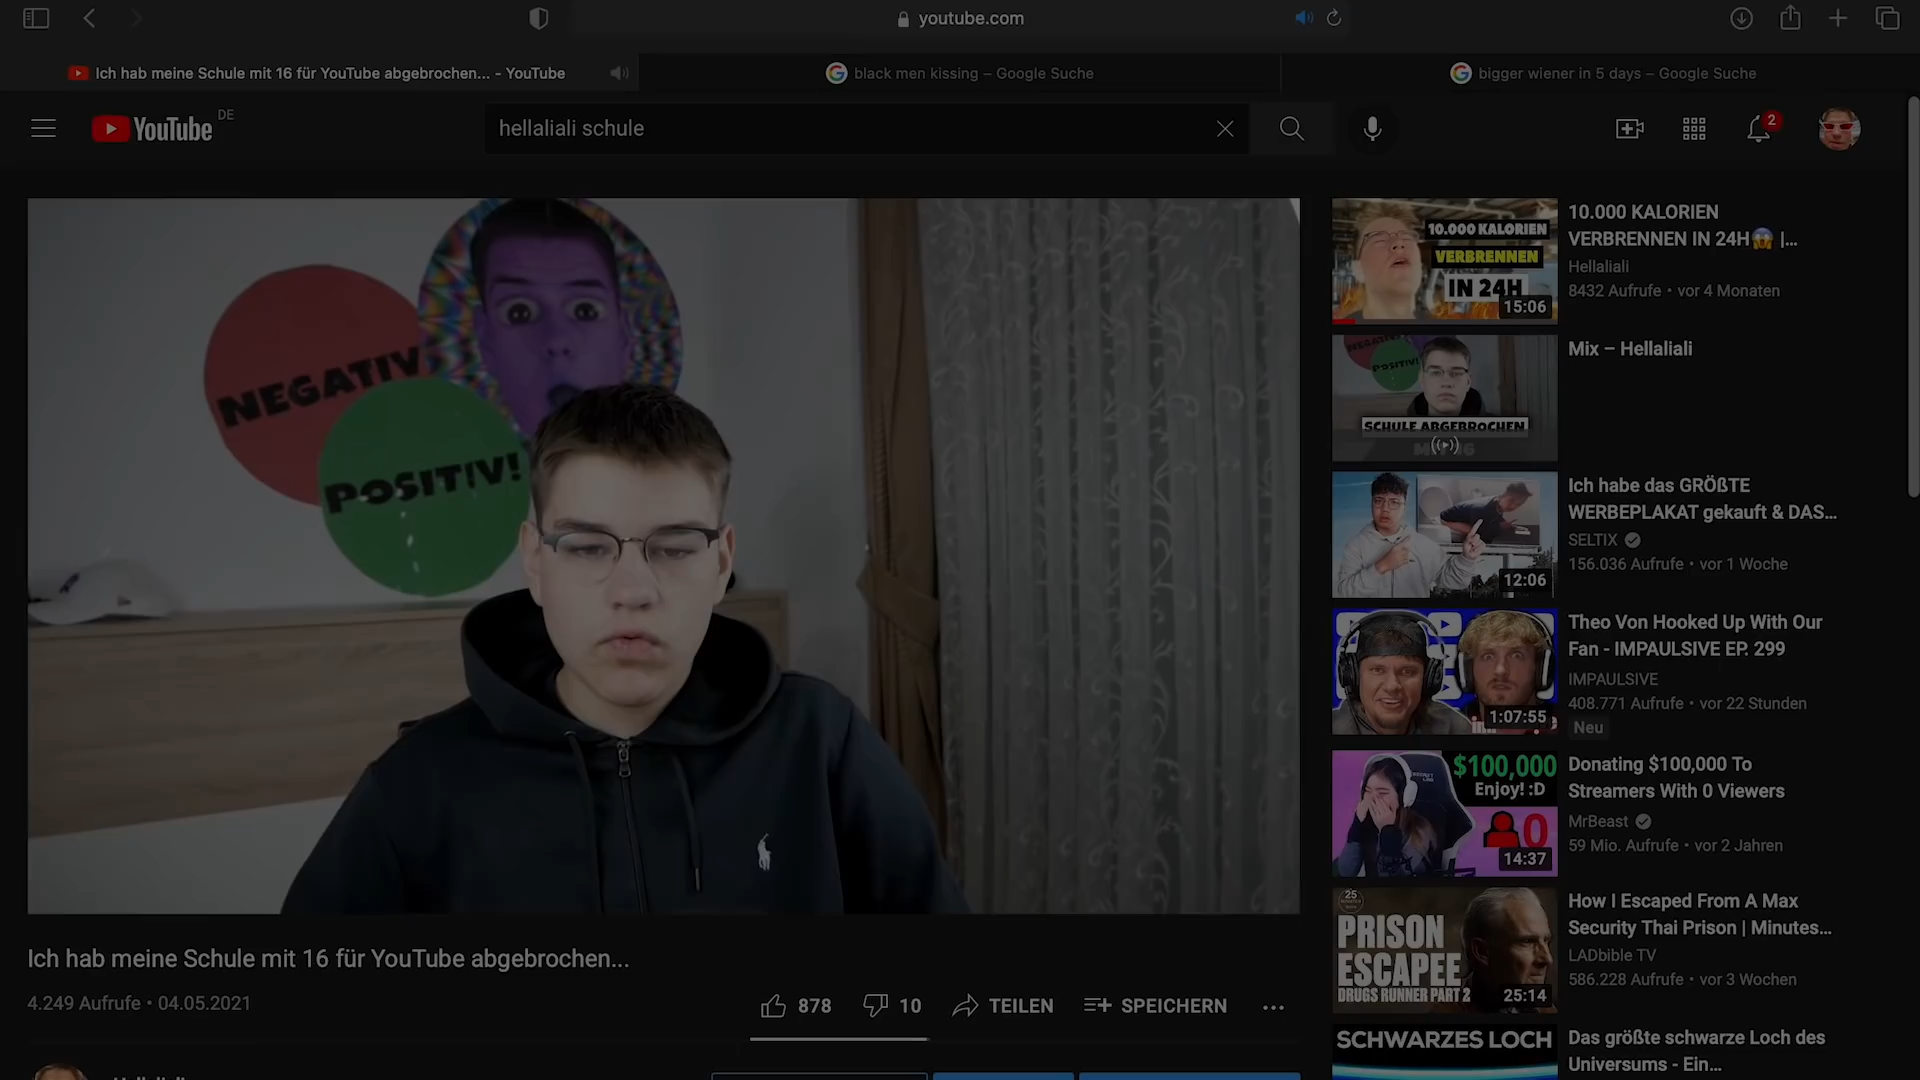 youtube.com
Ich hab meine Schule mit 16 für YouTube abgebrochen... - YouTube
black men kissing – Google Suche
bigger wiener in 5 days – Google Suche
YouTube DE
hellaliali schule
2
NEGATIV
POSITIV!
Ich hab meine Schule mit 16 für YouTube abgebrochen...
4.249 Aufrufe • 04.05.2021
878
10
TEILEN
SPEICHERN
10.000 KALORIEN
VERBRENNEN
IN 24H
15:06
10.000 KALORIEN
VERBRENNEN IN 24H😱 |...
Hellaliali
8432 Aufrufe • vor 4 Monaten
POSITIV!
SCHULE ABGEBROCHEN
Mix – Hellaliali
12:06
Ich habe das GRÖßTE
WERBEPLAKAT gekauft & DAS...
SELTIX
156.036 Aufrufe • vor 1 Woche
1:07:55
Theo Von Hooked Up With Our
Fan - IMPAULSIVE EP. 299
IMPAULSIVE
408.771 Aufrufe • vor 22 Stunden
Neu
$100,000
Enjoy! :D
0
14:37
Donating $100,000 To
Streamers With 0 Viewers
MrBeast
59 Mio. Aufrufe • vor 2 Jahren
25
PRISON
ESCAPEE
DRUGS RUNNER PART 2
25:14
How I Escaped From A Max
Security Thai Prison | Minutes...
LADbible TV
586.228 Aufrufe • vor 3 Wochen
SCHWARZES LOCH
Das größte schwarze Loch des
Universums - Ein...